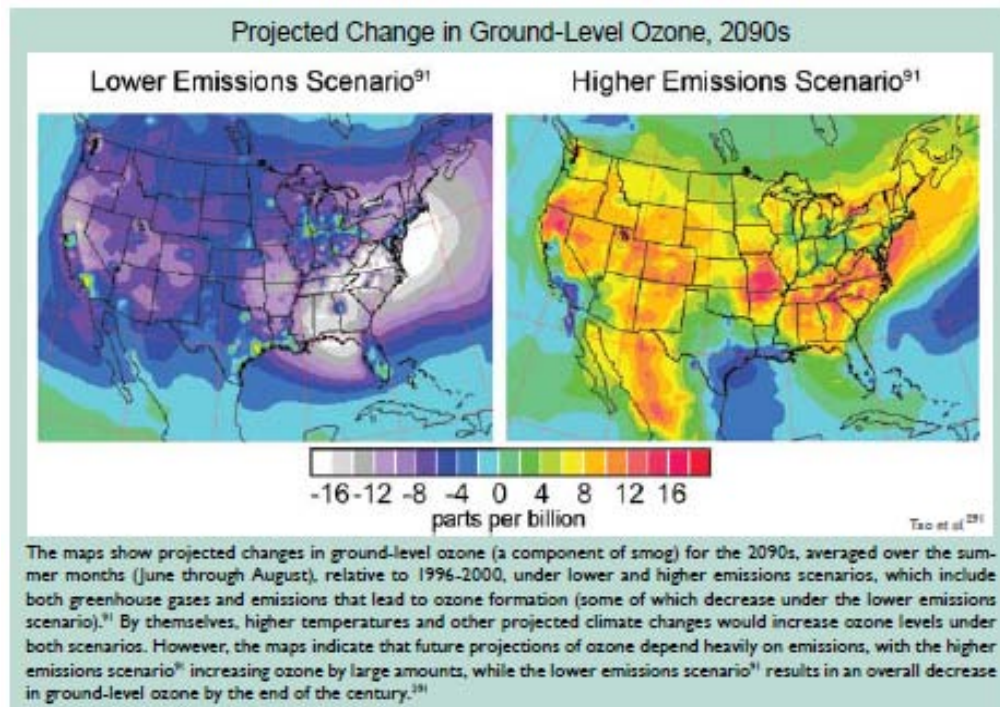 Projected Change in Ground-Level Ozone, 2090s
Lower Emissions Scenario91
Higher Emissions Scenario91
-16 -12 -8 -4 0 4 8 12 16
parts per billion
Tao et al.291
The maps show projected changes in ground-level ozone (a component of smog) for the 2090s, averaged over the sum-
mer months (June through August), relative to 1996-2000, under lower and higher emissions scenarios, which include
both greenhouse gases and emissions that lead to ozone formation (some of which decrease under the lower emissions
scenario).91 By themselves, higher temperatures and other projected climate changes would increase ozone levels under
both scenarios. However, the maps indicate that future projections of ozone depend heavily on emissions, with the higher
emissions scenario91 increasing ozone by large amounts, while the lower emissions scenario91 results in an overall decrease
in ground-level ozone by the end of the century.291